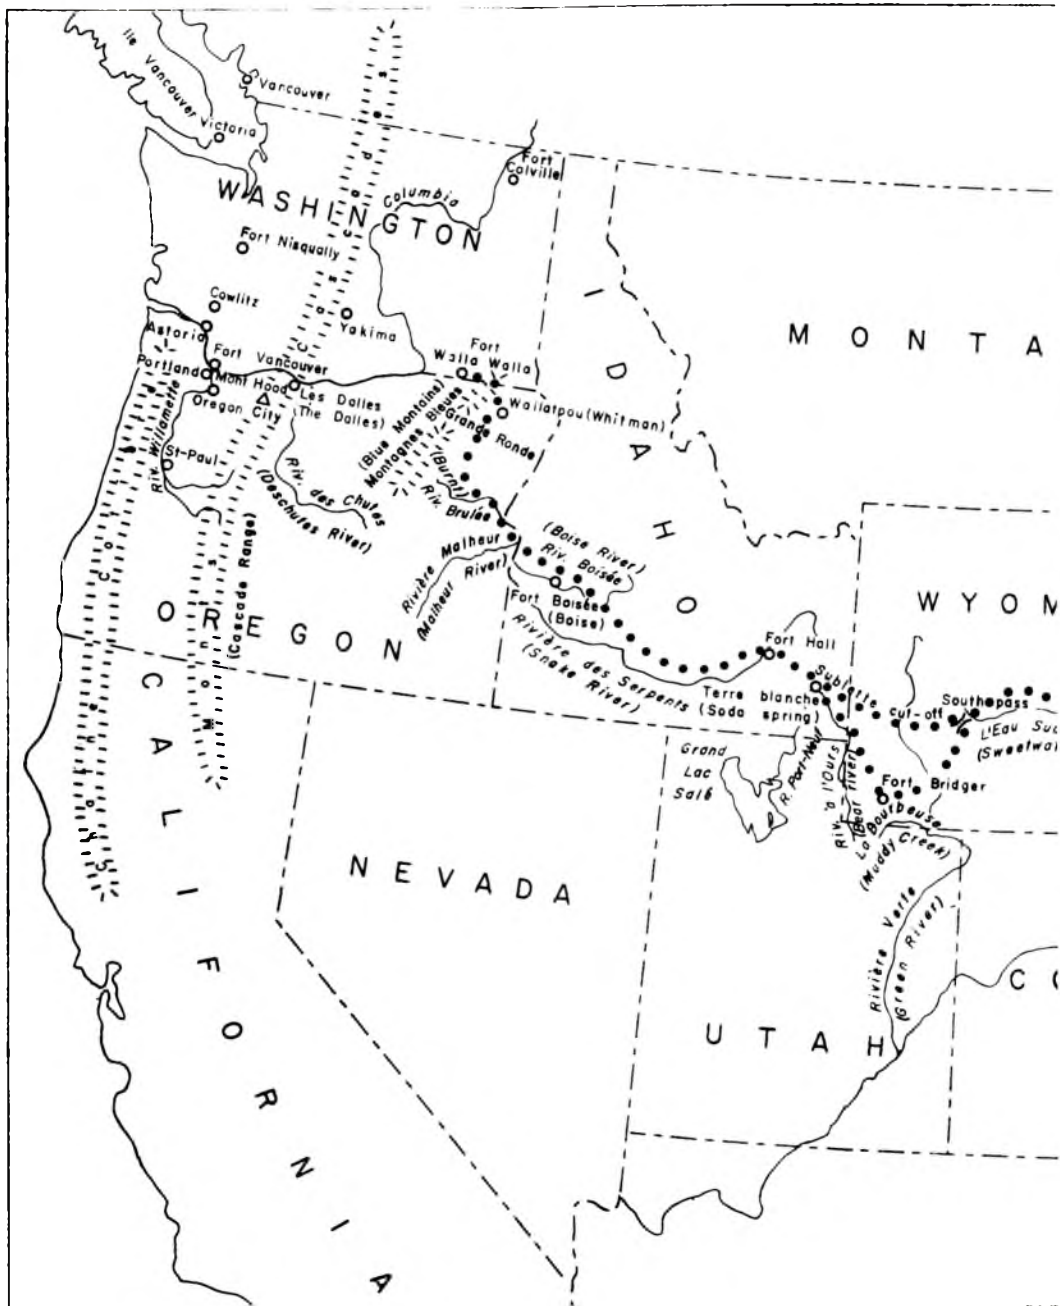 Ile Vancouver
Vancouver
Victoria
Fort
Colville
Columbia
WASHINGTON
Fort Nisqually
Cowlitz
Yakima
Astoria
Fort Vancouver
Portland
Mont Hood
Oregon City
Les Dalles
(The Dalles)
Fort
Walla Walla
Wailatpou (Whitman)
(Blue Montains)
Montagnes Bleues
Grande Ronde
Riv. Willamette
St-Paul
Riv. des Chutes
(Deschutes River)
(Burnt)
Riv. Brulée
Rivière Malheur
(Malheur River)
(Boise River)
Riv. Boisée
Fort Boisée
(Boise)
Rivière des Serpents
(Snake River)
IDAHO
MONTA
WYOM
OREGON
(Cascade Range)
Fort Hall
Sublette
cut-off
Terre blanche
(Soda spring)
South pass
L'Eau Suc
(Sweetwat
Grand
Lac
Salé
R. Port-Neuf
Riv. à l'Ours
(Bear river)
Fort Bridger
La Bourbeuse
(Muddy Creek)
Rivière Verte
(Green River)
NEVADA
UTAH
CO
CALIFORNIA